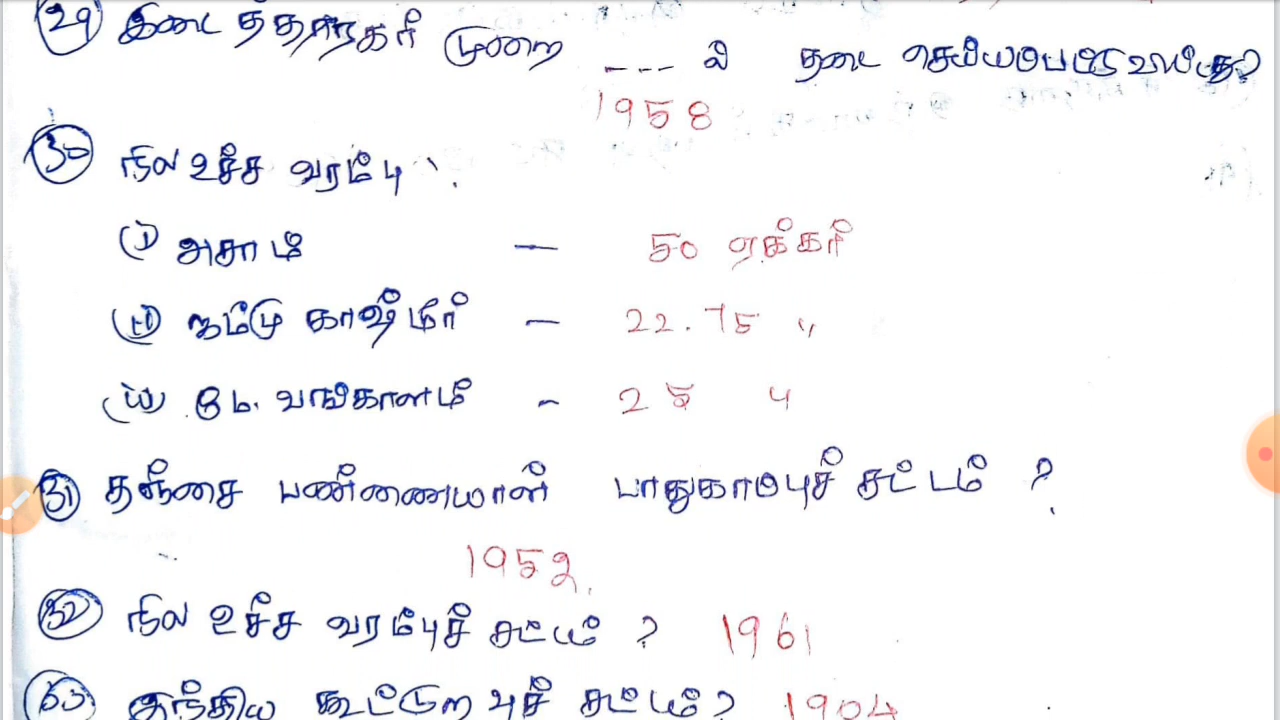 29) இடைத்தரகர் முறை --- ல் தடை செய்யப்பட்டது?
1958
30) நில உச்ச வரம்பு :
(i) அசாம் — 50 ஏக்கர்
(ii) ஜம்மு காஷ்மீர் — 22.75 "
(iii) மே. வங்காளம் - 25 "
31) தஞ்சை பண்ணையாள் பாதுகாப்புச் சட்டம் ?
1952
32) நில உச்ச வரம்புச் சட்டம் ? 1961
33) இந்திய கூட்டுறவுச் சட்டம்? 1904